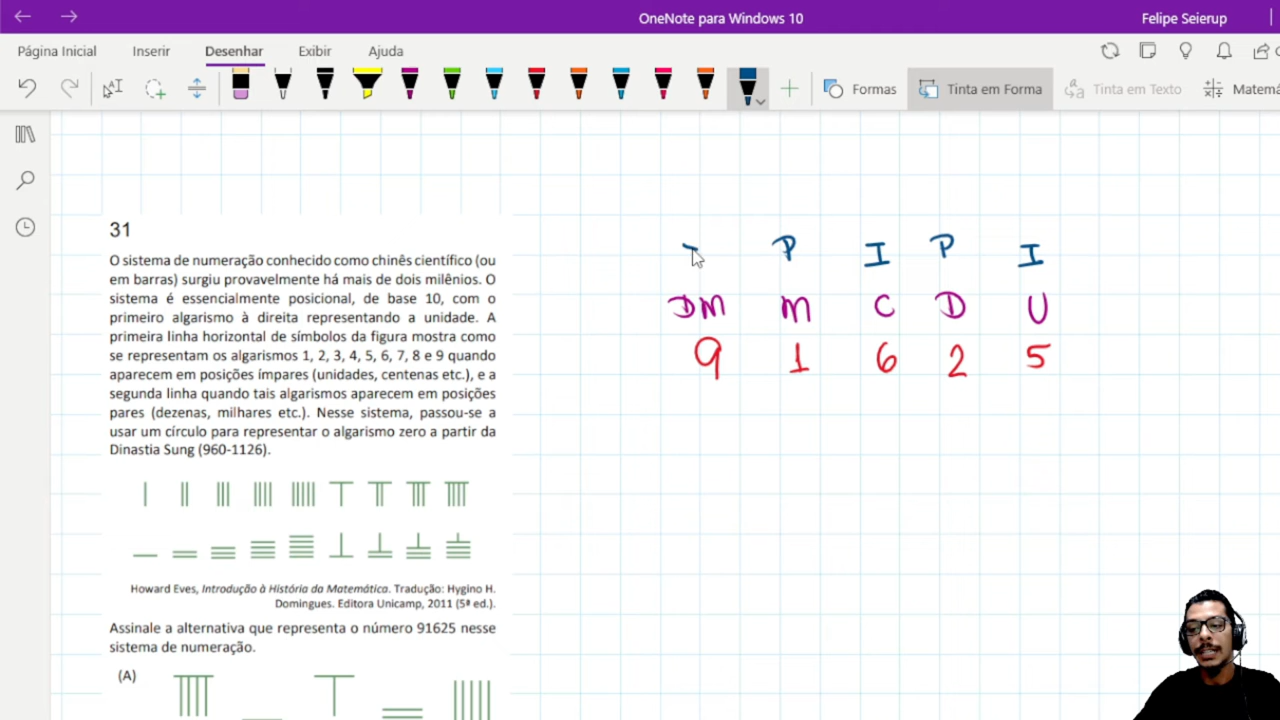 OneNote para Windows 10
Felipe Seierup
Página Inicial Inserir Desenhar Exibir Ajuda
Formas Tinta em Forma Tinta em Texto Matemá
31
O sistema de numeração conhecido como chinês científico (ou
em barras) surgiu provavelmente há mais de dois milênios. O
sistema é essencialmente posicional, de base 10, com o
primeiro algarismo à direita representando a unidade. A
primeira linha horizontal de símbolos da figura mostra como
se representam os algarismos 1, 2, 3, 4, 5, 6, 7, 8 e 9 quando
aparecem em posições ímpares (unidades, centenas etc.), e a
segunda linha quando tais algarismos aparecem em posições
pares (dezenas, milhares etc.). Nesse sistema, passou-se a
usar um círculo para representar o algarismo zero a partir da
Dinastia Sung (960-1126).
Howard Eves, Introdução à História da Matemática. Tradução: Hygino H.
Domingues. Editora Unicamp, 2011 (5ª ed.).
Assinale a alternativa que representa o número 91625 nesse
sistema de numeração.
(A)
P I P I
DM M C D U
9 1 6 2 5